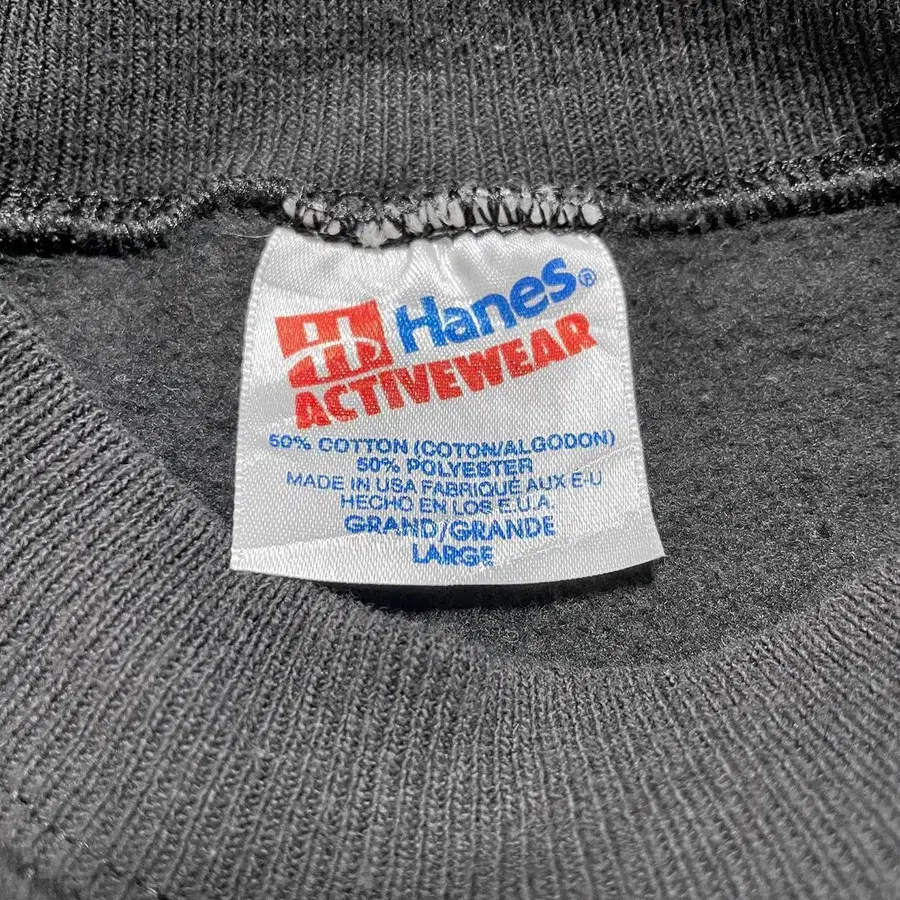 H Hanes®
ACTIVEWEAR
50% COTTON (COTON/ALGODON)
50% POLYESTER
MADE IN USA FABRIQUÉ AUX É-U
HECHO EN LOS E.U.A
GRAND/GRANDE
LARGE